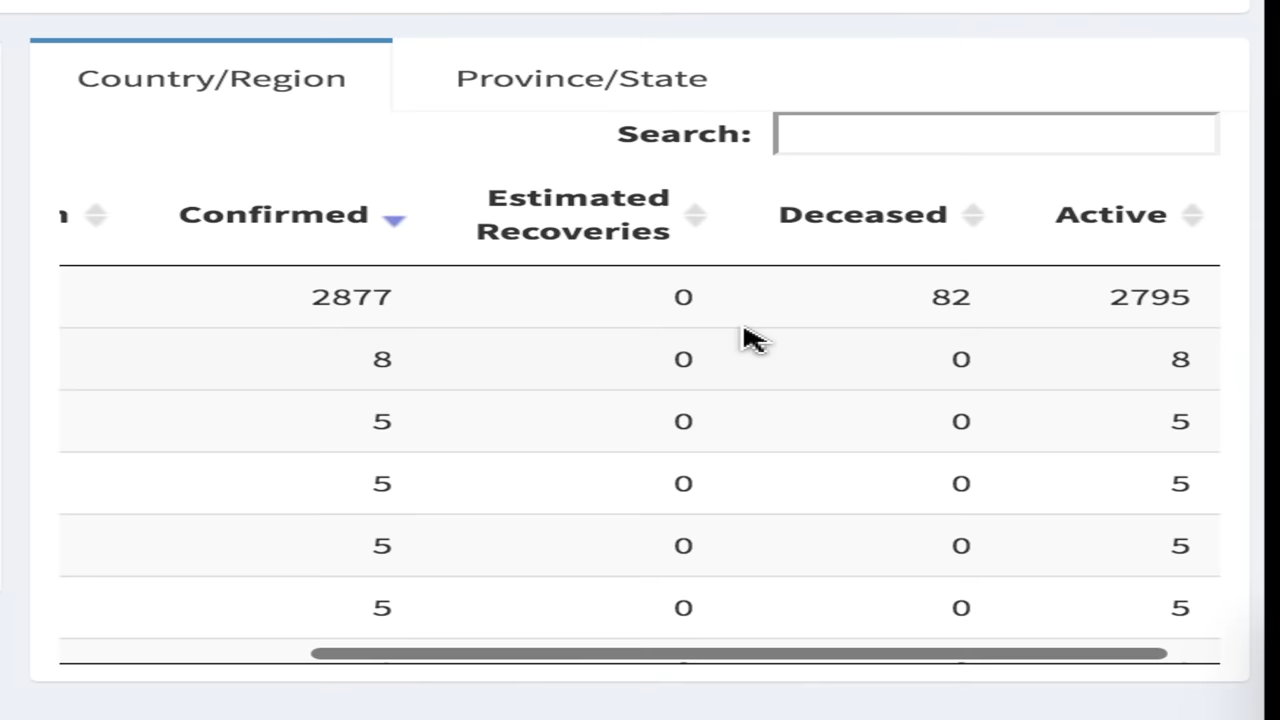 Country/Region Province/State
Search:
Confirmed Estimated Recoveries Deceased Active
2877 0 82 2795
8 0 0 8
5 0 0 5
5 0 0 5
5 0 0 5
5 0 0 5